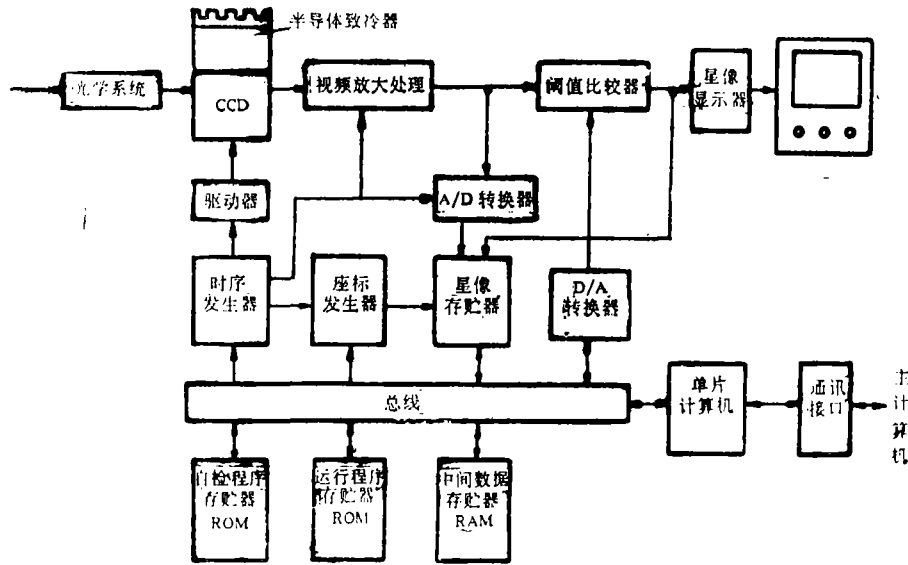 半导体致冷器
光学系统
CCD
视频放大处理
阈值比较器
星像
显示器
驱动器
A/D 转换器
时序
发生器
座标
发生器
星像
存贮器
D/A
转换器
总线
单片
计算机
通讯
接口
主
计
算
机
自检程序
存贮器
ROM
运行程序
存贮器
ROM
中间数据
存贮器
RAM